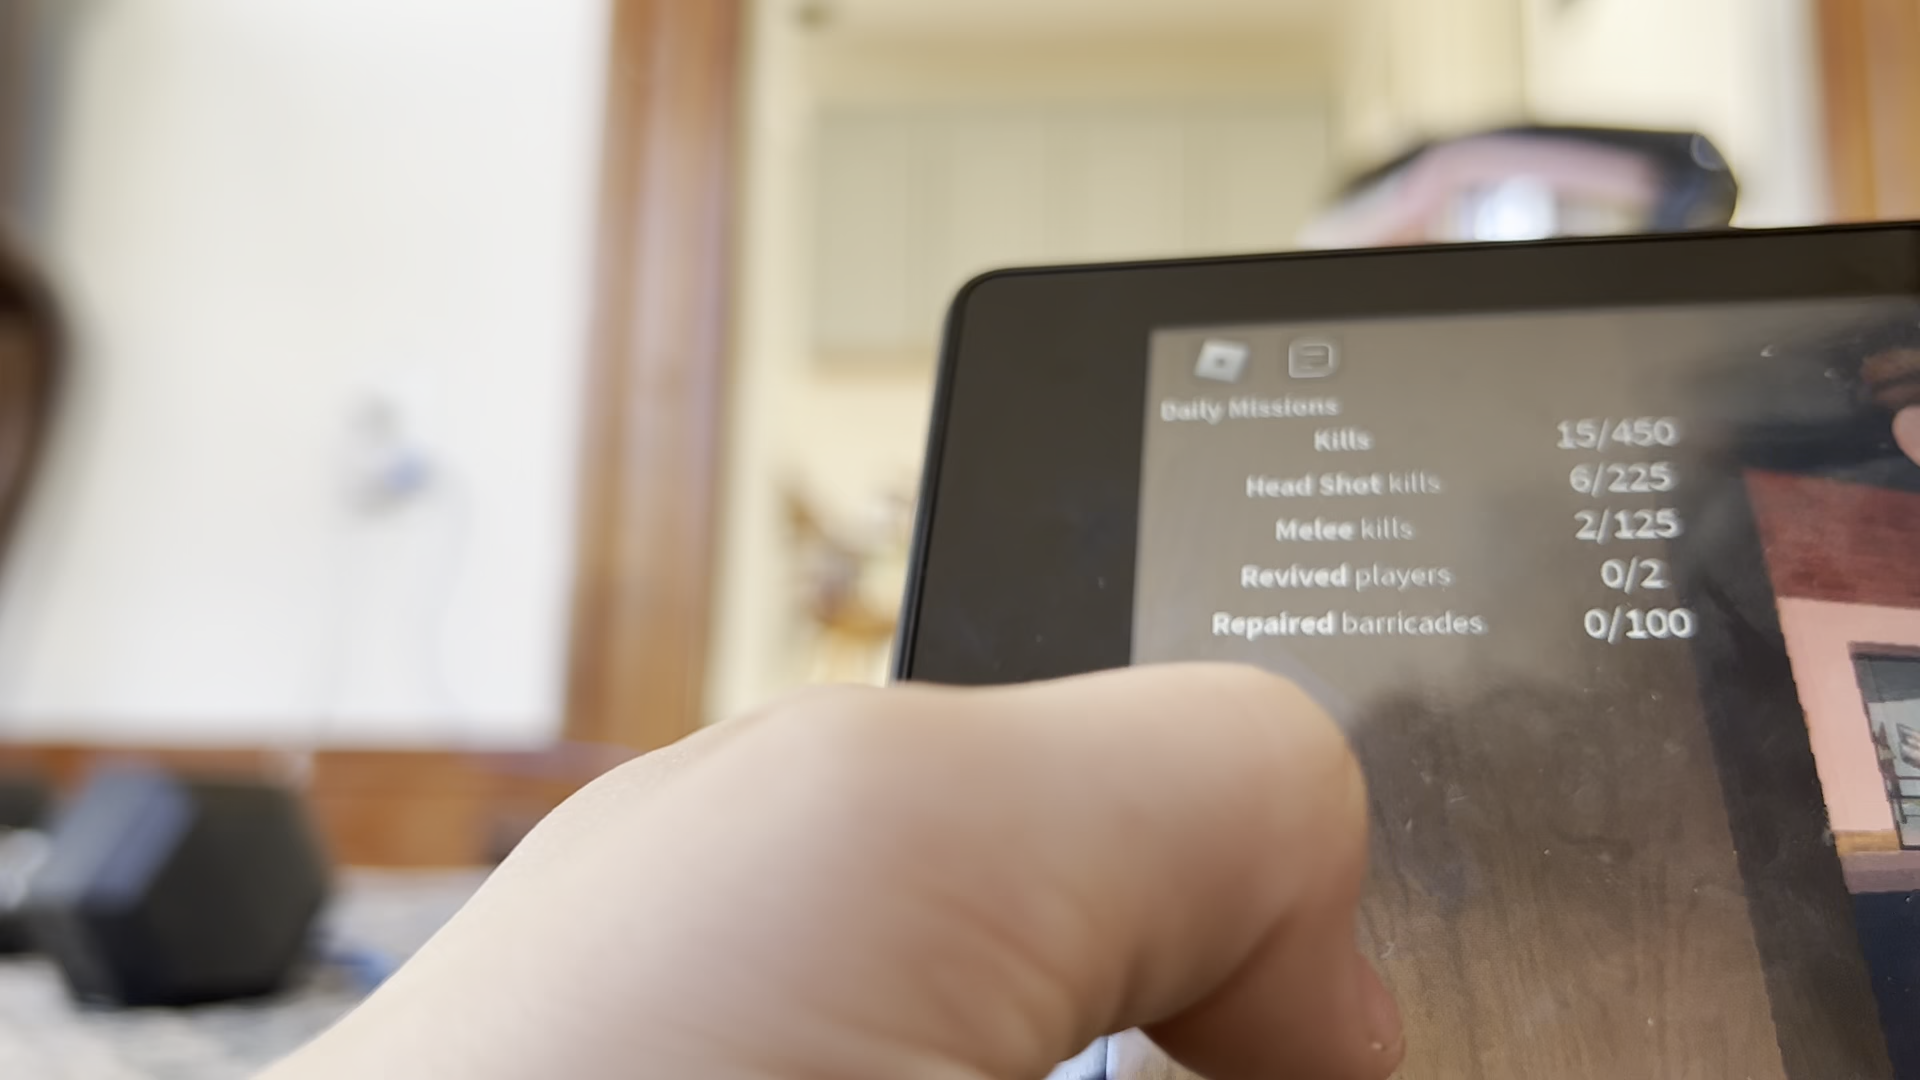 Daily Missions
Kills 15/450
Head Shot kills 6/225
Melee kills 2/125
Revived players 0/2
Repaired barricades 0/100